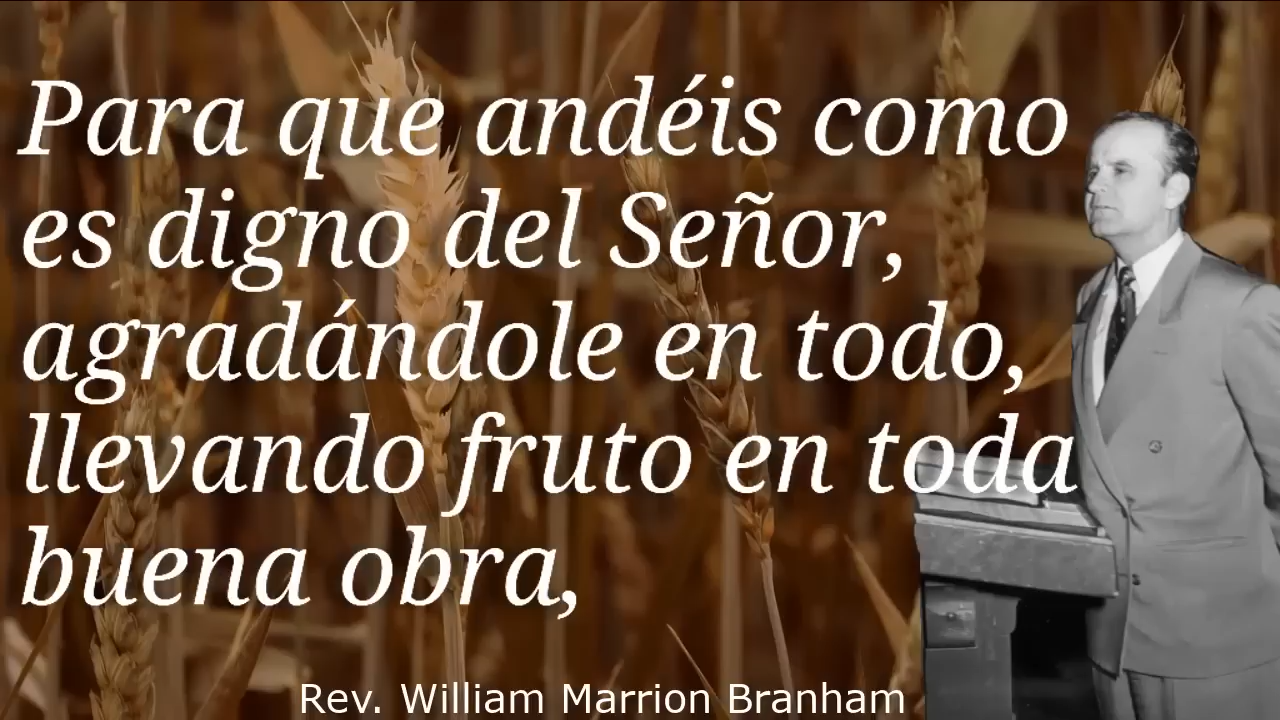 Para que andéis como
es digno del Señor,
agradándole en todo,
llevando fruto en toda
buena obra,
Rev. William Marrion Branham